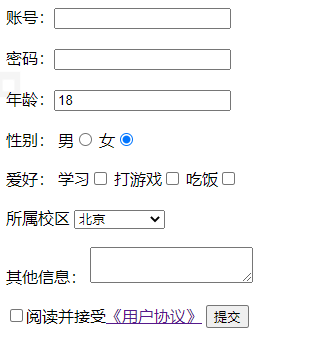 账号：
密码：
年龄：18
性别： 男 女
爱好： 学习 打游戏 吃饭
所属校区 北京
其他信息：
阅读并接受《用户协议》 提交